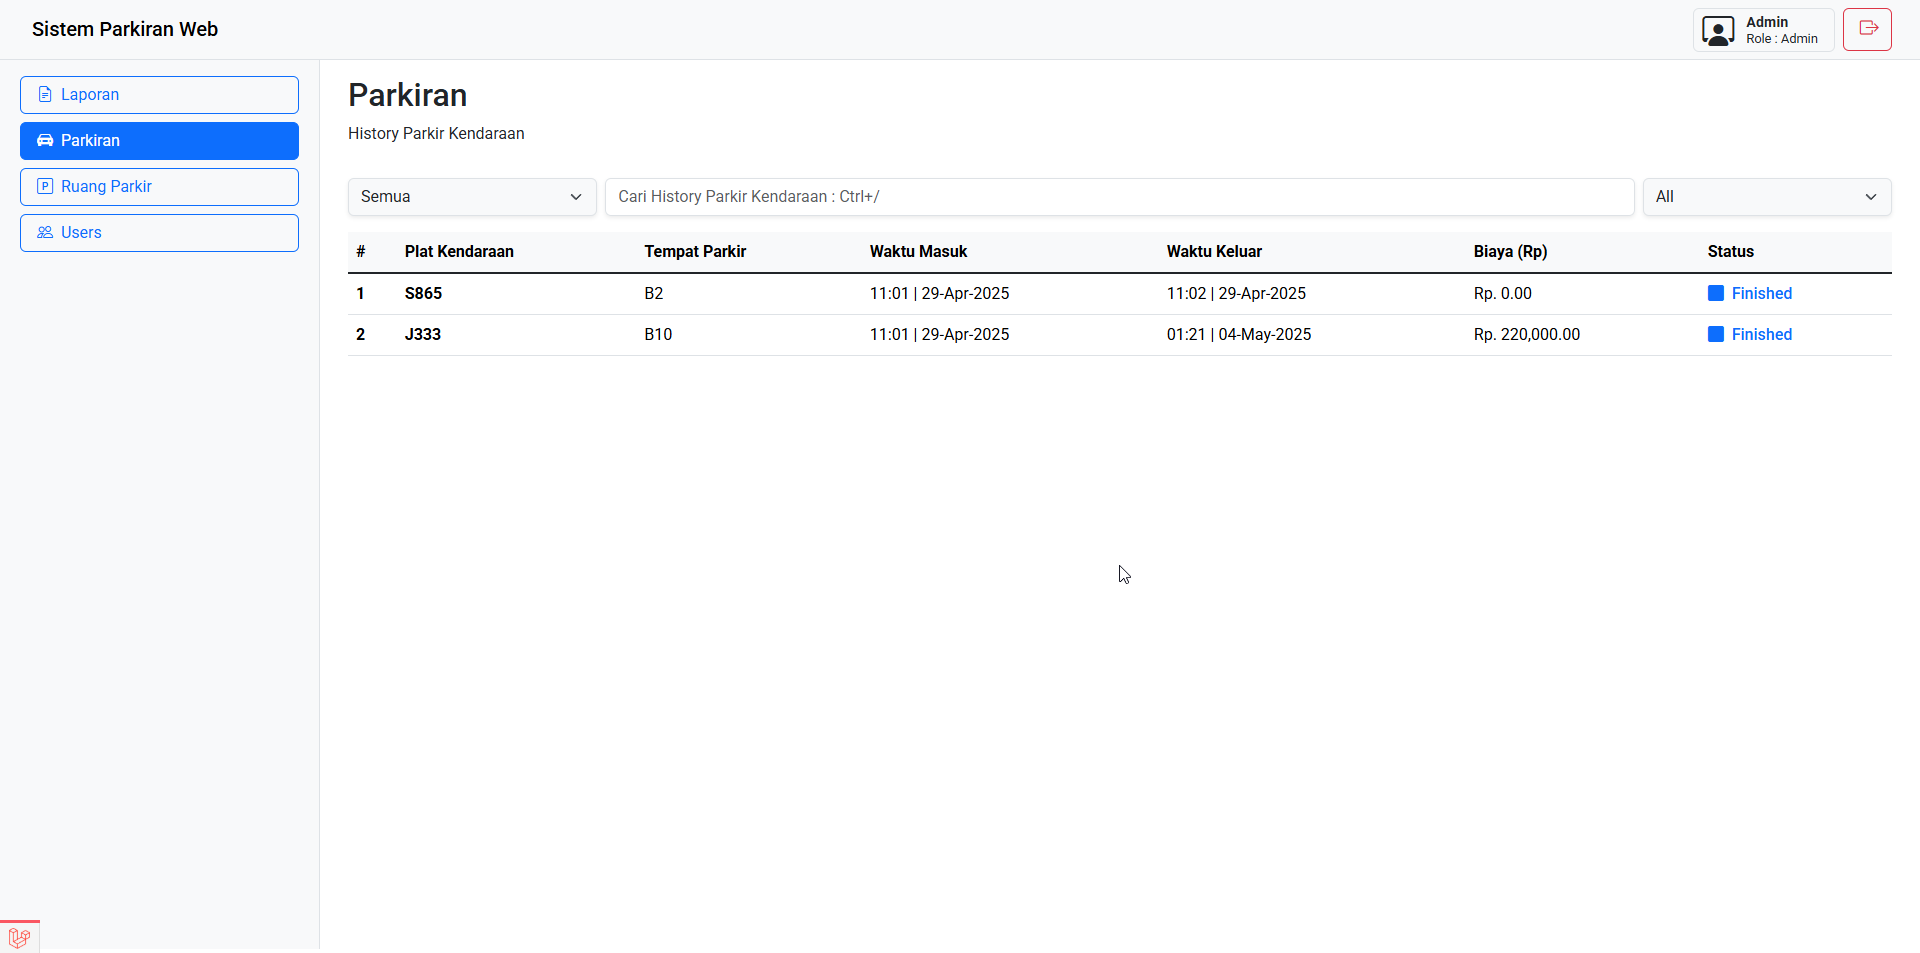 Sistem Parkiran Web
Admin
Role : Admin
Laporan
Parkiran
Ruang Parkir
Users
Parkiran
History Parkir Kendaraan
Semua
Cari History Parkir Kendaraan : Ctrl+/
All
# Plat Kendaraan Tempat Parkir Waktu Masuk Waktu Keluar Biaya (Rp) Status
1 S865 B2 11:01 | 29-Apr-2025 11:02 | 29-Apr-2025 Rp. 0.00 Finished
2 J333 B10 11:01 | 29-Apr-2025 01:21 | 04-May-2025 Rp. 220,000.00 Finished